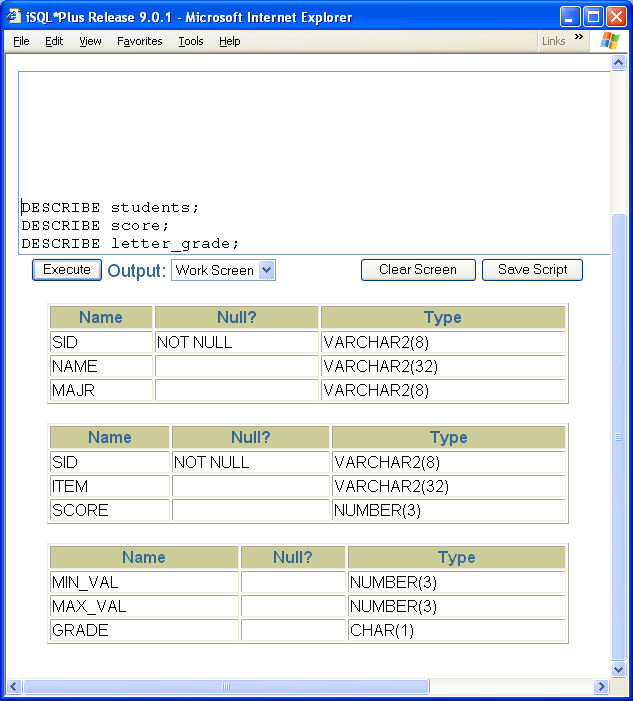 iSQL*Plus Release 9.0.1 - Microsoft Internet Explorer
File Edit View Favorites Tools Help Links »
DESCRIBE students;
DESCRIBE score;
DESCRIBE letter_grade;
Execute Output: Work Screen Clear Screen Save Script
Name Null? Type
SID NOT NULL VARCHAR2(8)
NAME VARCHAR2(32)
MAJR VARCHAR2(8)
Name Null? Type
SID NOT NULL VARCHAR2(8)
ITEM VARCHAR2(32)
SCORE NUMBER(3)
Name Null? Type
MIN_VAL NUMBER(3)
MAX_VAL NUMBER(3)
GRADE CHAR(1)